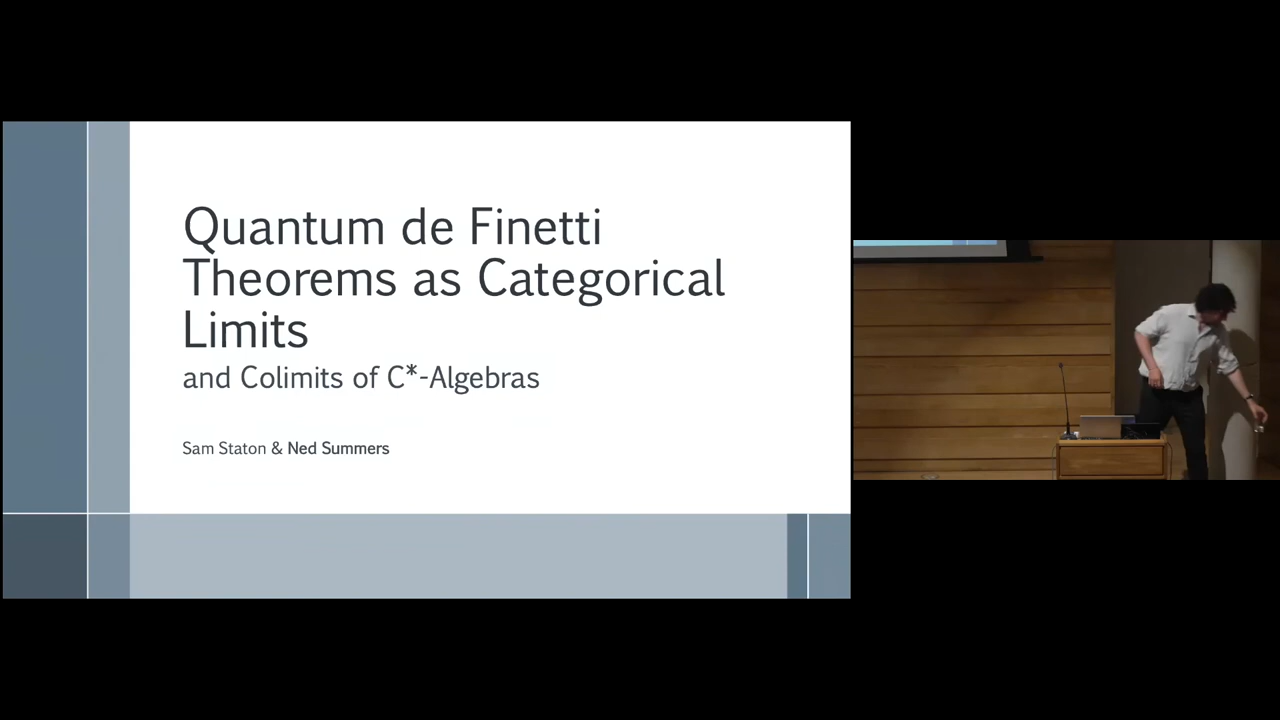 Quantum de Finetti
Theorems as Categorical
Limits
and Colimits of C*-Algebras
Sam Staton & Ned Summers